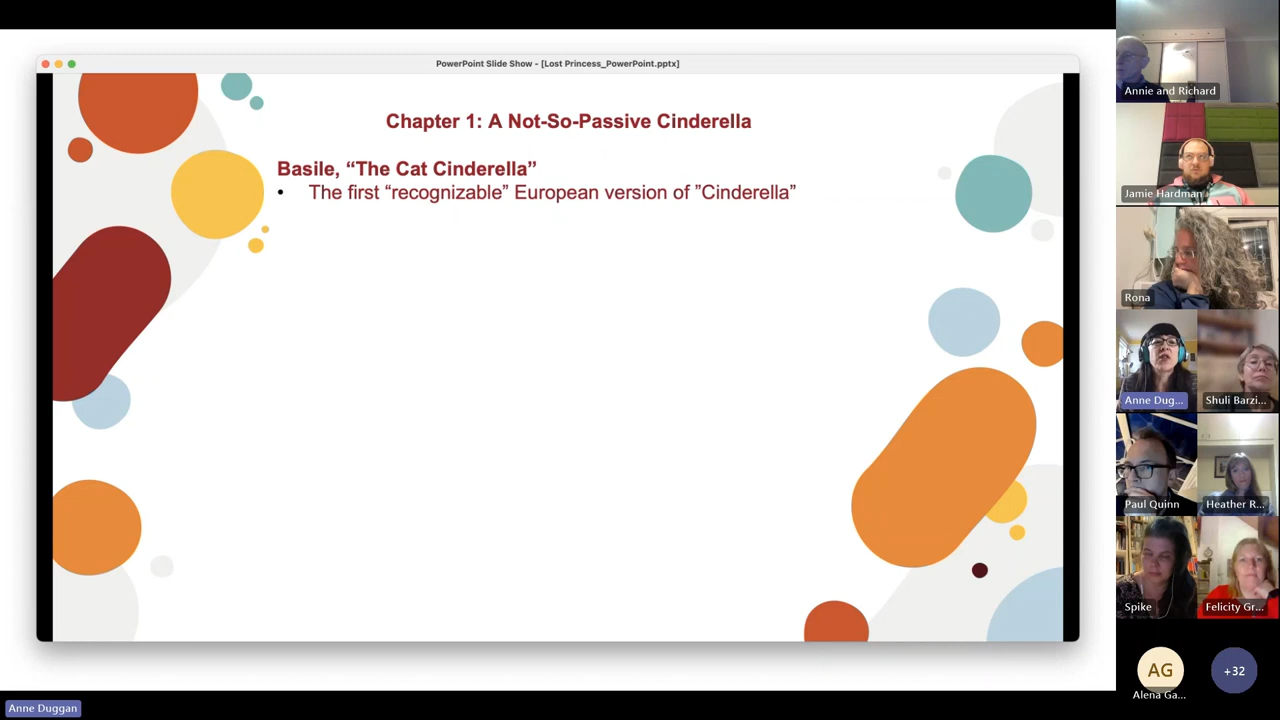 PowerPoint Slide Show - [Lost Princess_PowerPoint.pptx]
Chapter 1: A Not-So-Passive Cinderella
Basile, “The Cat Cinderella”
• The first “recognizable” European version of ”Cinderella”
Annie and Richard
Jamie Hardman
Rona
Anne Dug...
Shuli Barzi...
Paul Quinn
Heather R...
Spike
Felicity Gr...
AG
Alena Ga...
+32
Anne Duggan